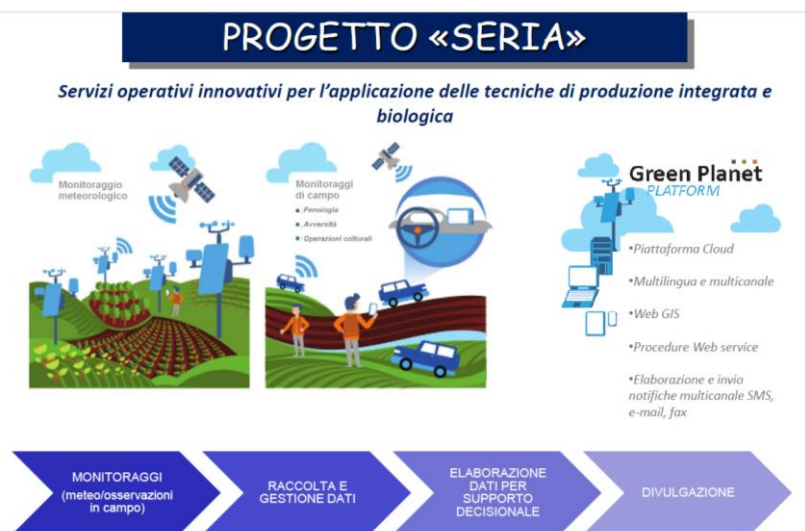 PROGETTO «SERIA»
Servizi operativi innovativi per l'applicazione delle tecniche di produzione integrata e
biologica
Monitoraggio
meteorologico
Monitoraggi
di campo
• Fenologia
• Avversità
• Operazioni colturali
Green Planet
PLATFORM
•Piattaforma Cloud
•Multilingua e multicanale
•Web GIS
•Procedure Web service
•Elaborazione e invio
notifiche multicanale SMS,
e-mail, fax
MONITORAGGI
(meteo/osservazioni
in campo)
RACCOLTA E
GESTIONE DATI
ELABORAZIONE
DATI PER
SUPPORTO
DECISIONALE
DIVULGAZIONE